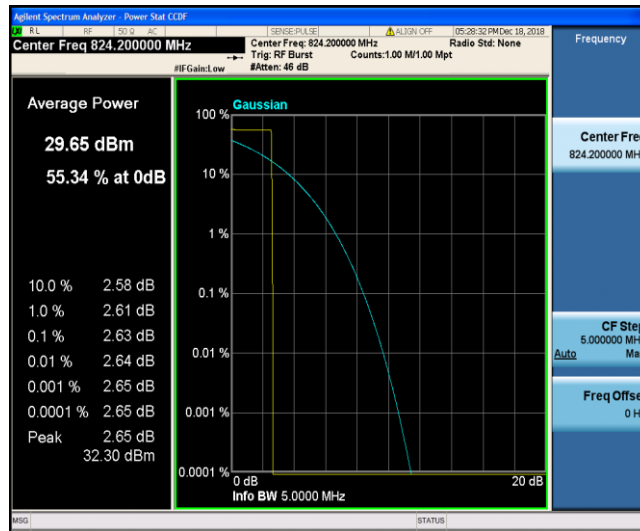 Agilent Spectrum Analyzer - Power Stat CCDF
RL RF 50 Ω AC SENSE:PULSE ALIGN OFF 05:28:32 PM Dec 18, 2018
Center Freq 824.200000 MHz
Center Freq: 824.200000 MHz Radio Std: None
Trig: RF Burst Counts:1.00 M/1.00 Mpt
#IFGain:Low #Atten: 46 dB
Frequency
Average Power
29.65 dBm
55.34 % at 0dB
10.0 % 2.58 dB
1.0 % 2.61 dB
0.1 % 2.63 dB
0.01 % 2.64 dB
0.001 % 2.65 dB
0.0001 % 2.65 dB
Peak 2.65 dB
32.30 dBm
Gaussian
100 %
10 %
1 %
0.1 %
0.01 %
0.001 %
0.0001 %
0 dB 20 dB
Info BW 5.0000 MHz
Center Fre
824.200000 MH
CF Step
5.000000 MH
Auto Ma
Freq Offse
0 H
MSG STATUS